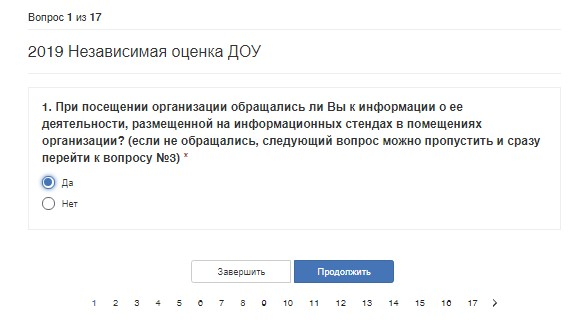 Вопрос 1 из 17
2019 Независимая оценка ДОУ
1. При посещении организации обращались ли Вы к информации о ее
деятельности, размещенной на информационных стендах в помещениях
организации? (если не обращались, следующий вопрос можно пропустить и сразу
перейти к вопросу №3) *
Да
Нет
Завершить Продолжить
1 2 3 4 5 6 7 8 9 10 11 12 13 14 15 16 17 >